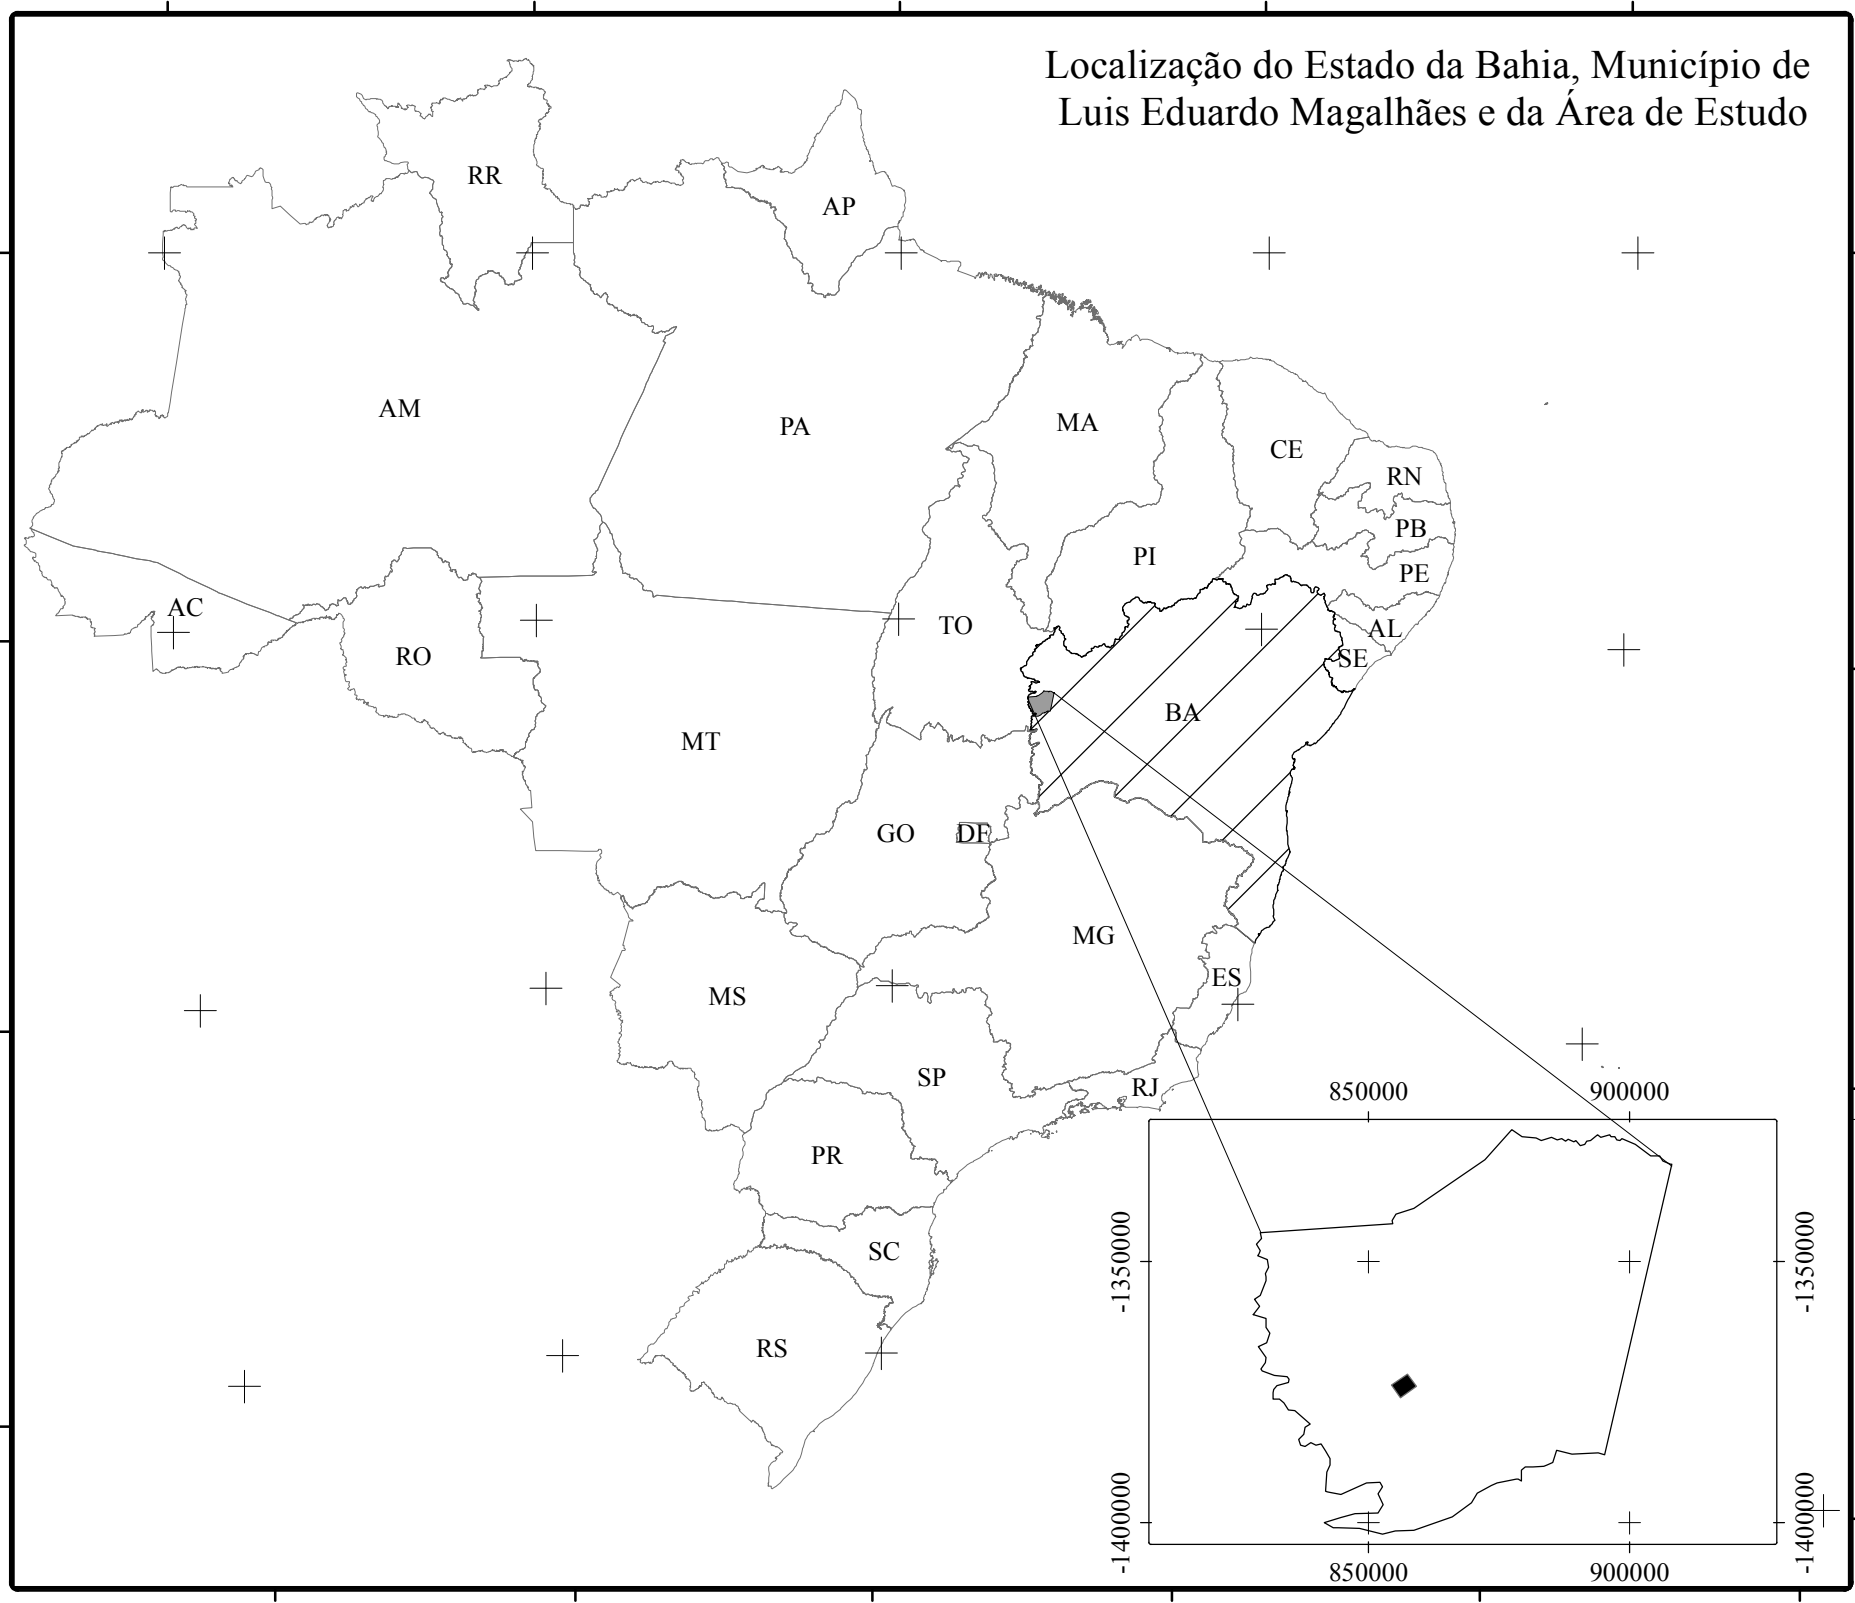 Localização do Estado da Bahia, Município de
Luis Eduardo Magalhães e da Área de Estudo
RR
AP
AM
PA
MA
CE
RN
PB
PI
PE
AC
TO
AL
RO
SE
BA
MT
GO
DF
MG
ES
MS
SP
RJ
850000
900000
PR
SC
-1350000
-1350000
RS
-1400000
-1400000
850000
900000